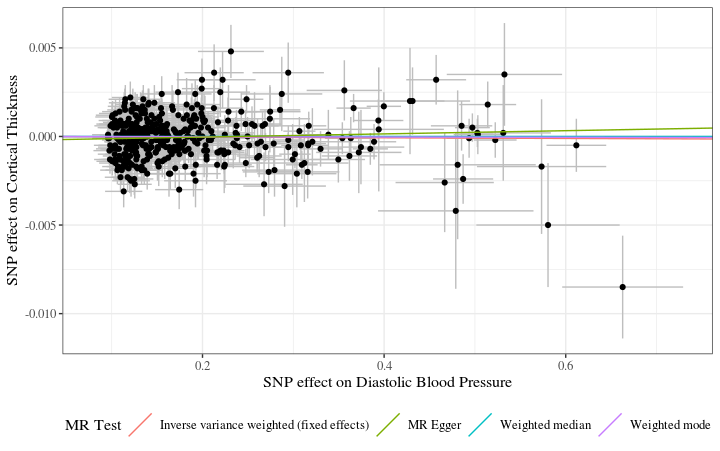 SNP effect on Cortical Thickness
0.005
0.000
-0.005
-0.010
0.2 0.4 0.6
SNP effect on Diastolic Blood Pressure
MR Test Inverse variance weighted (fixed effects) MR Egger Weighted median Weighted mode